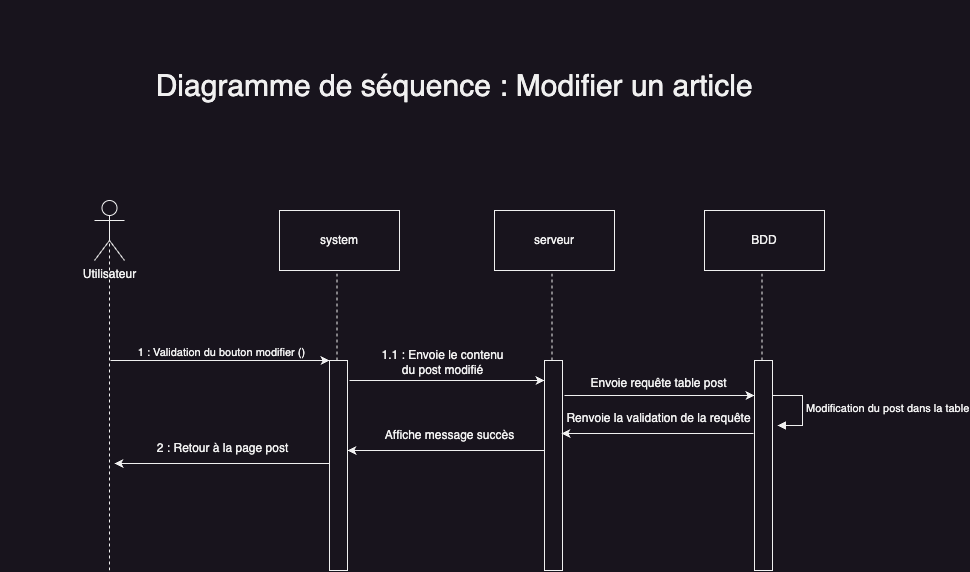 Diagramme de séquence : Modifier un article
Utilisateur
system
serveur
BDD
1 : Validation du bouton modifier ()
1.1 : Envoie le contenu
du post modifié
Envoie requête table post
Modification du post dans la table
Renvoie la validation de la requête
Affiche message succès
2 : Retour à la page post